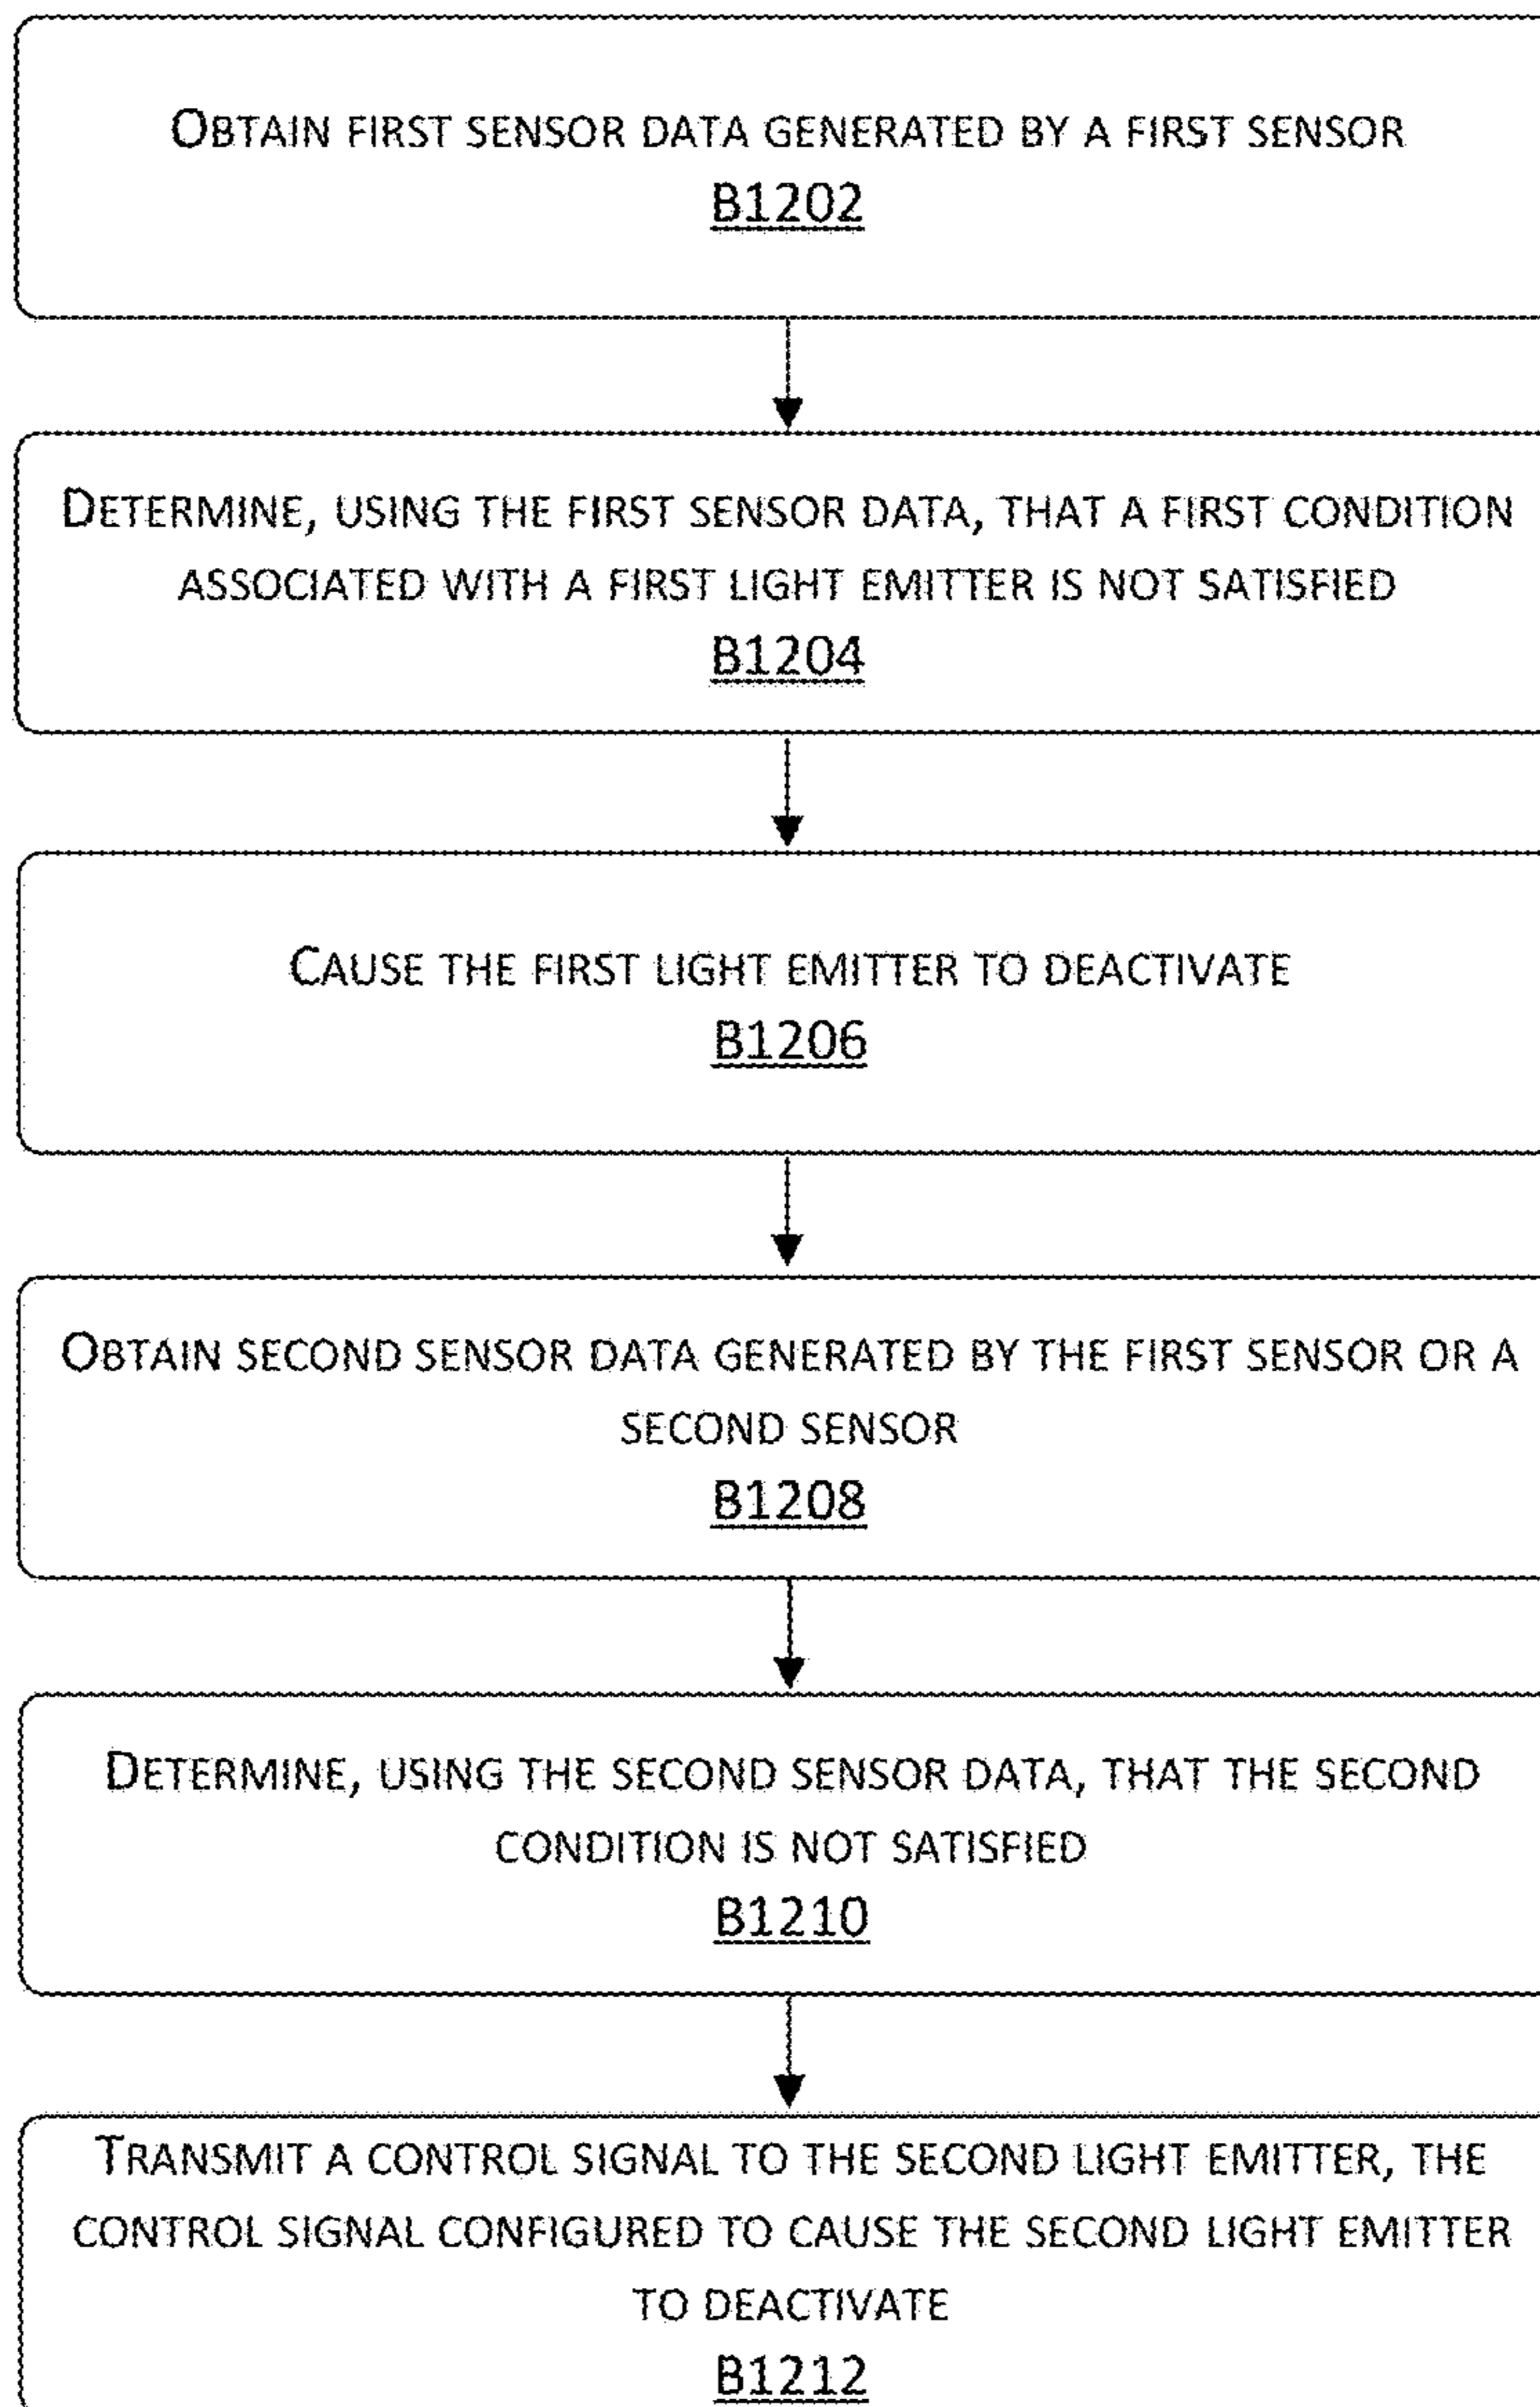 OBTAIN FIRST SENSOR DATA GENERATED BY A FIRST SENSOR
B1202
DETERMINE, USING THE FIRST SENSOR DATA, THAT A FIRST CONDITION
ASSOCIATED WITH A FIRST LIGHT EMITTER IS NOT SATISFIED
B1204
CAUSE THE FIRST LIGHT EMITTER TO DEACTIVATE
B1206
OBTAIN SECOND SENSOR DATA GENERATED BY THE FIRST SENSOR OR A
SECOND SENSOR
B1208
DETERMINE, USING THE SECOND SENSOR DATA, THAT THE SECOND
CONDITION IS NOT SATISFIED
B1210
TRANSMIT A CONTROL SIGNAL TO THE SECOND LIGHT EMITTER, THE
CONTROL SIGNAL CONFIGURED TO CAUSE THE SECOND LIGHT EMITTER
TO DEACTIVATE
B1212